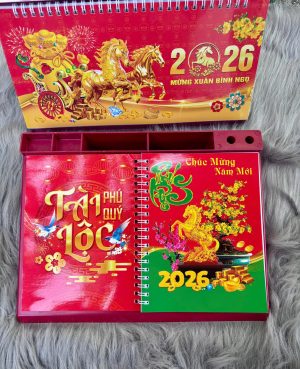 2026
MỪNG XUÂN BÍNH NGỌ
TÀI
PHÚ
QUÝ
LỘC
Chúc Mừng
Năm Mới
2026